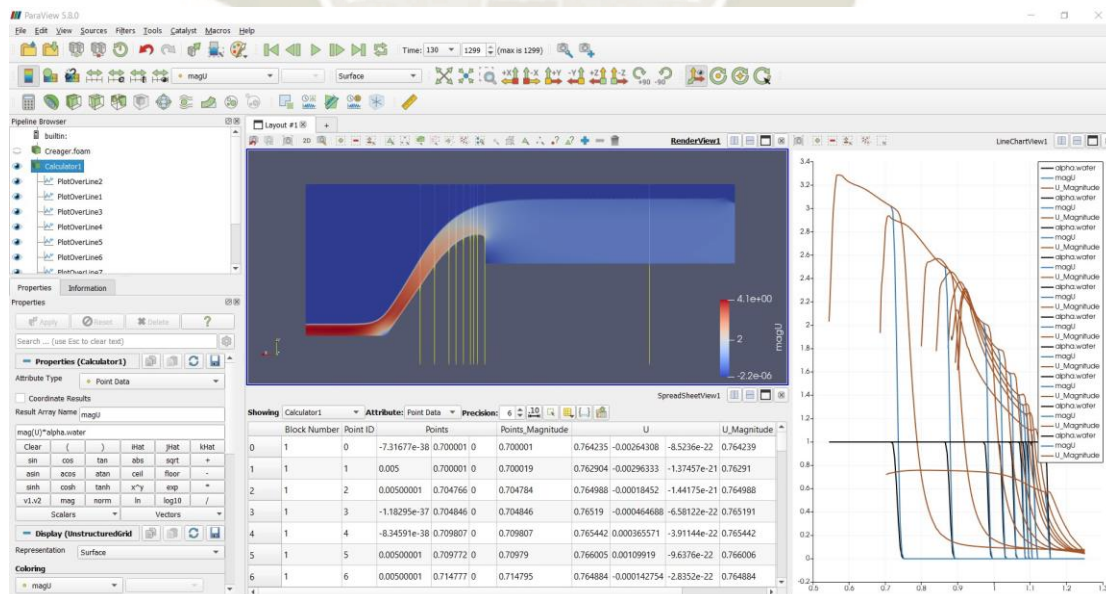 ParaView 5.8.0
File Edit View Sources Filters Tools Catalyst Macros Help
Time: 130 1299 (max is 1299)
magU Surface +X -X +Y -Y +Z -Z +90 -90
Pipeline Browser
builtin:
Creager.foam
Calculator1
PlotOverLine2
PlotOverLine1
PlotOverLine3
PlotOverLine4
PlotOverLine5
PlotOverLine6
PlotOverLine7
Properties Information
Properties
Apply Reset Delete ?
Search ... (use Esc to clear text)
Properties (Calculator1)
Attribute Type Point Data
Coordinate Results
Result Array Name magU
mag(U)*alpha.water
Clear ( ) iHat jHat kHat
sin cos tan abs sqrt +
asin acos atan ceil floor -
sinh cosh tanh x^y exp *
v1.v2 mag norm ln log10 /
Scalars Vectors
Display (UnstructuredGrid
Representation Surface
Coloring
magU
Layout #1 +
2D RenderView1
4.1e+00
2
-2.2e-06
magU
SpreadSheetView1
Showing Calculator1 Attribute: Point Data Precision: 6
Block Number Point ID Points Points_Magnitude U U_Magnitude
0 1 0 -7.31677e-38 0.700001 0 0.700001 0.764235 -0.00264308 -8.5236e-22 0.764239
1 1 1 0.005 0.700001 0 0.700019 0.762904 -0.00296333 -1.37457e-21 0.76291
2 1 2 0.00500001 0.704766 0 0.704784 0.764988 -0.00018452 -1.44175e-21 0.764988
3 1 3 -1.18295e-37 0.704846 0 0.704846 0.76519 -0.000464688 -6.58122e-22 0.765191
4 1 4 -8.34591e-38 0.709807 0 0.709807 0.765442 0.000365571 -3.91144e-22 0.765442
5 1 5 0.00500001 0.709772 0 0.70979 0.766005 0.00109919 -9.6376e-22 0.766006
6 1 6 0.00500001 0.714777 0 0.714795 0.764884 -0.000142754 -2.8352e-22 0.764884
LineChartView1
3.4
3.2
3
2.8
2.6
2.4
2.2
2
1.8
1.6
1.4
1.2
1
0.8
0.6
0.4
0.2
0
-0.2
0.5 0.6 0.7 0.8 0.9 1 1.1 1.2
alpha.water
magU
U_Magnitude
alpha.water
magU
U_Magnitude
alpha.water
magU
U_Magnitude
alpha.water
magU
U_Magnitude
alpha.water
magU
U_Magnitude
alpha.water
magU
U_Magnitude
alpha.water
magU
U_Magnitude
alpha.water
magU
U_Magnitude
alpha.water
magU
U_Magnitude
alpha.water
magU
U_Magnitude